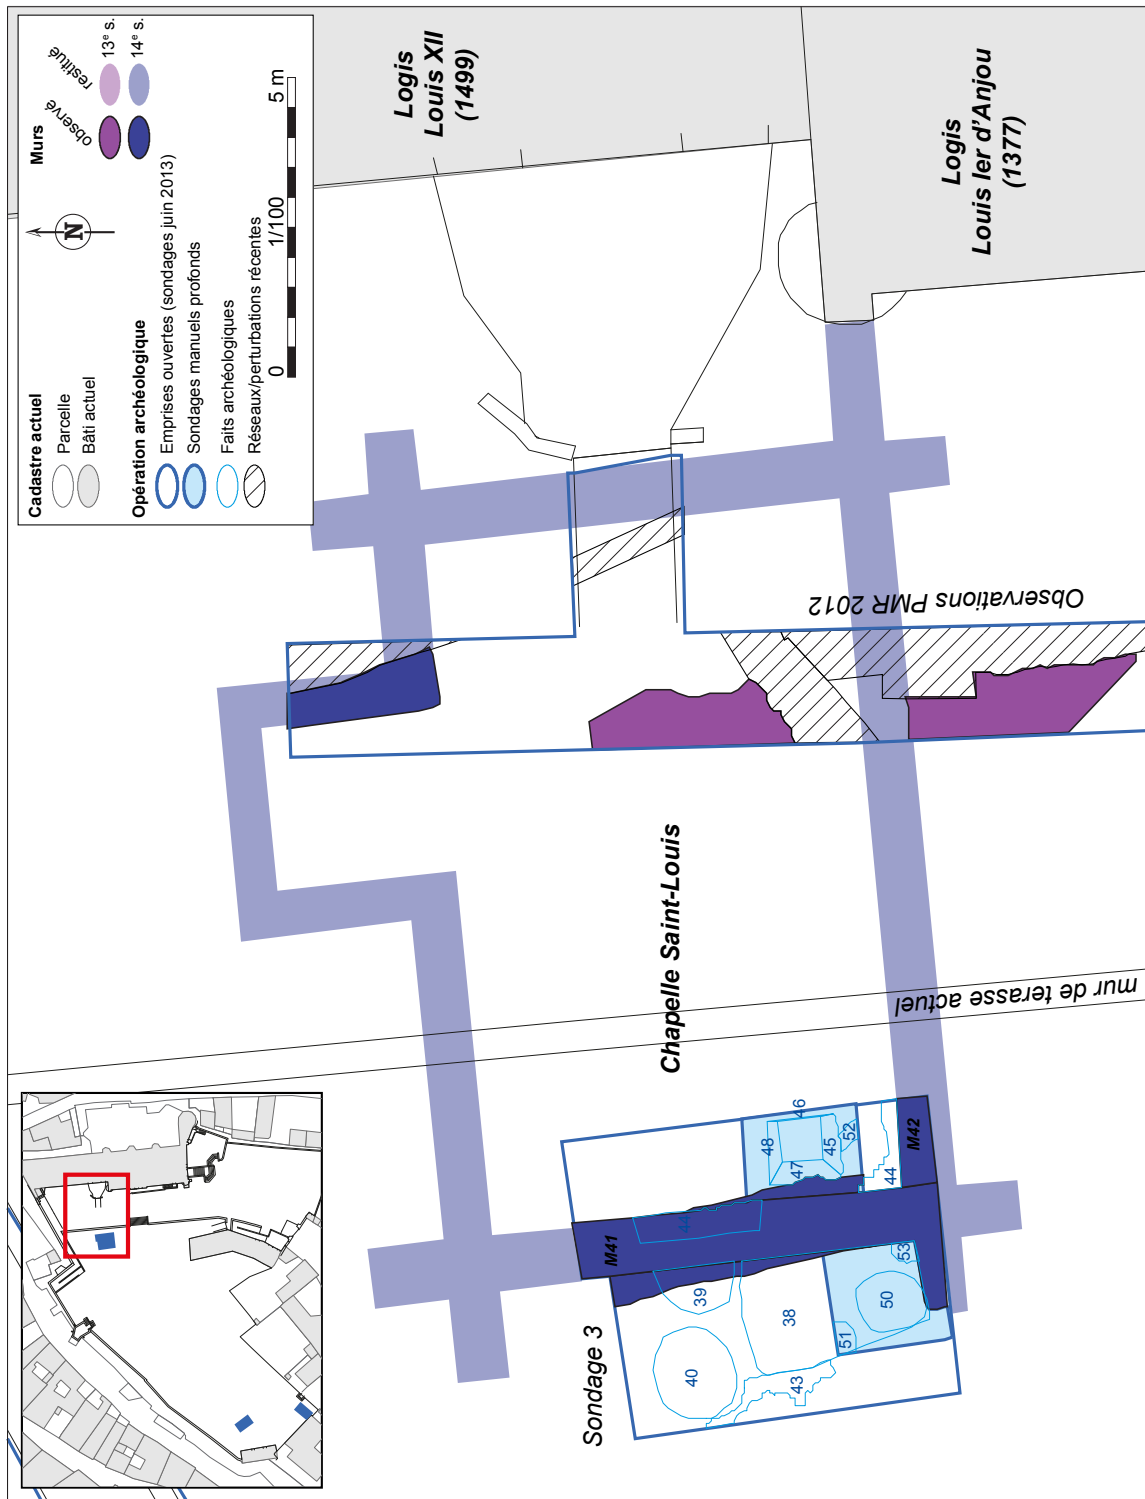 Cadastre actuel
Parcelle
Bâti actuel
Opération archéologique
Emprises ouvertes (sondages juin 2013)
Sondages manuels profonds
Faits archéologiques
Réseaux/perturbations récentes
Murs
observé
restitué
13e s.
14e s.
N
0
1/100
5 m
Logis
Louis XII
(1499)
Logis
Louis Ier d'Anjou
(1377)
Observations PMR 2012
Chapelle Saint-Louis
mur de terasse actuel
Sondage 3
M41
M42
44
39
40
38
43
48
47
46
45
52
44
53
50
51